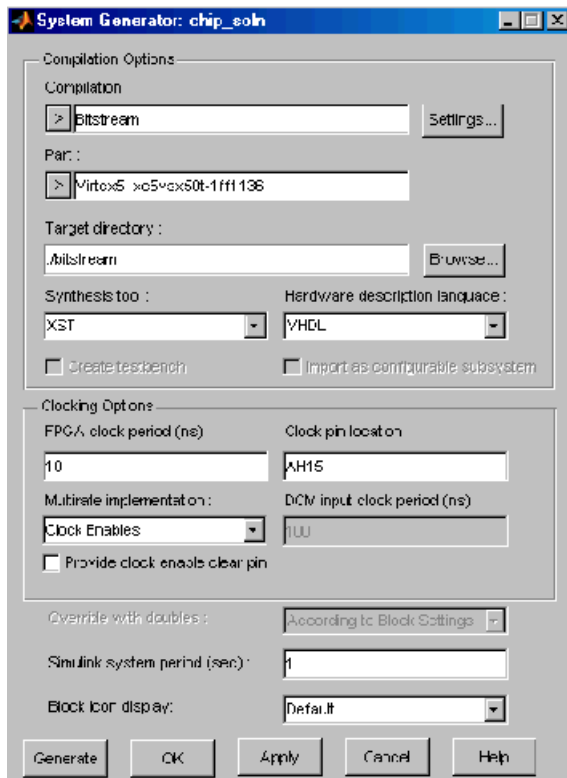 System Generator: chip_soln
Compilation Options
Compilation
> Bitstream Settings...
Part :
> Virtex5 xc5vsx50t-1ff1136
Target directory :
./bitstream Browse...
Synthesis tool : Hardware description language :
XST VHDL
Create testbench Import as configurable subsystem
Clocking Options
FPGA clock period (ns) Clock pin location
10 AH15
Multirate implementation : DCM input clock period (ns)
Clock Enables 100
Provide clock enable clear pin
Override with doubles : According to Block Settings
Simulink system period (sec) : 1
Block icon display: Default
Generate OK Apply Cancel Help